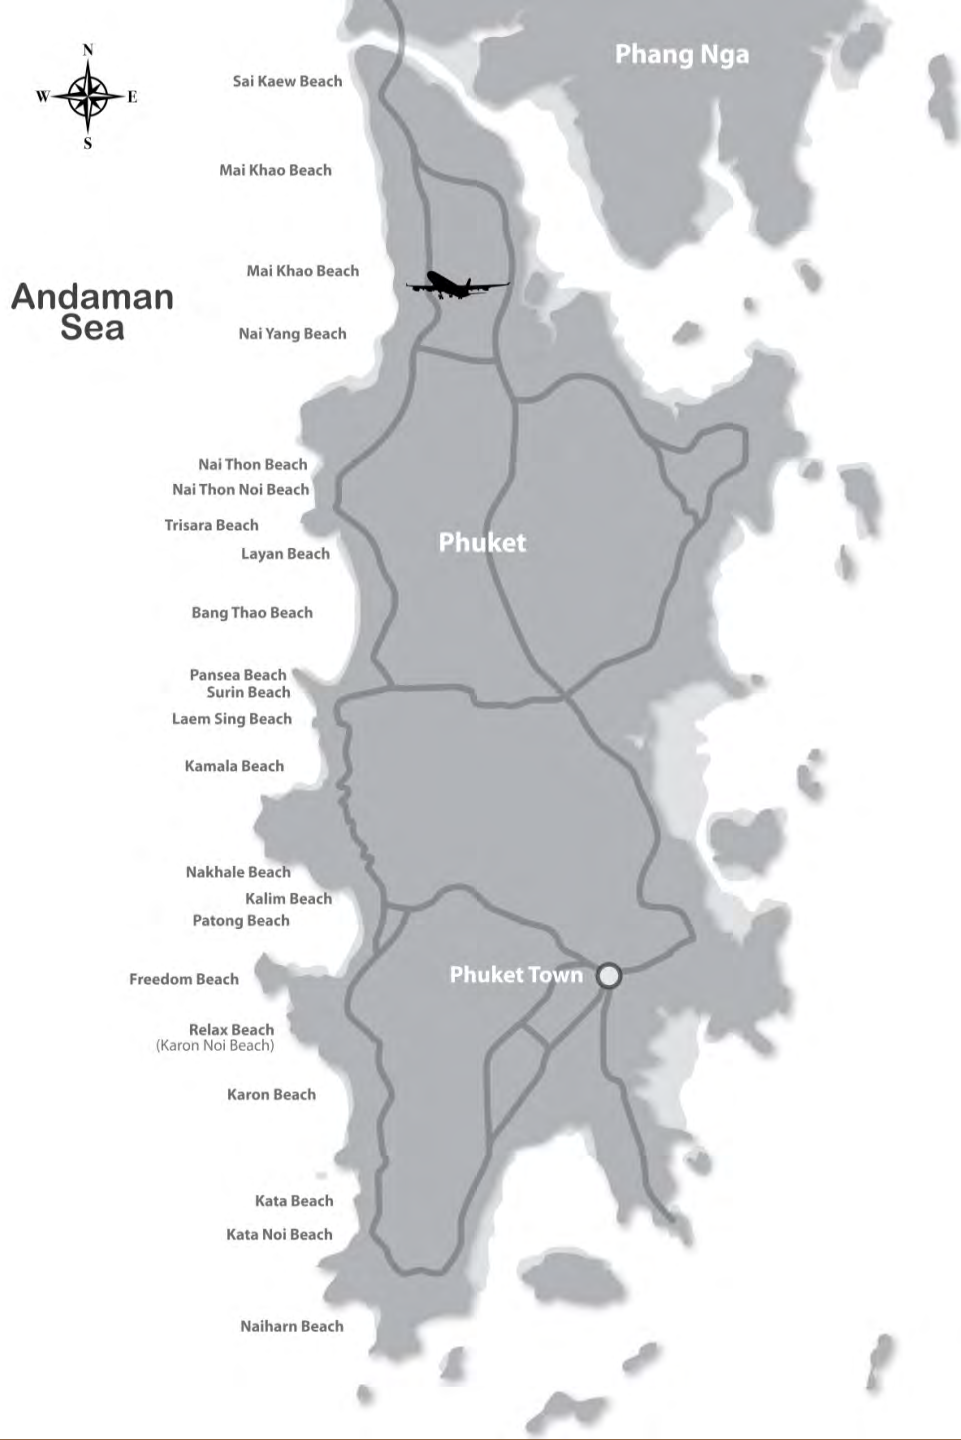 Phang Nga
N
W E
S
Sai Kaew Beach
Mai Khao Beach
Mai Khao Beach
Andaman
Sea
Nai Yang Beach
Nai Thon Beach
Nai Thon Noi Beach
Trisara Beach
Phuket
Layan Beach
Bang Thao Beach
Pansea Beach
Surin Beach
Laem Sing Beach
Kamala Beach
Nakhale Beach
Kalim Beach
Patong Beach
Phuket Town
Freedom Beach
Relax Beach
(Karon Noi Beach)
Karon Beach
Kata Beach
Kata Noi Beach
Naiharn Beach